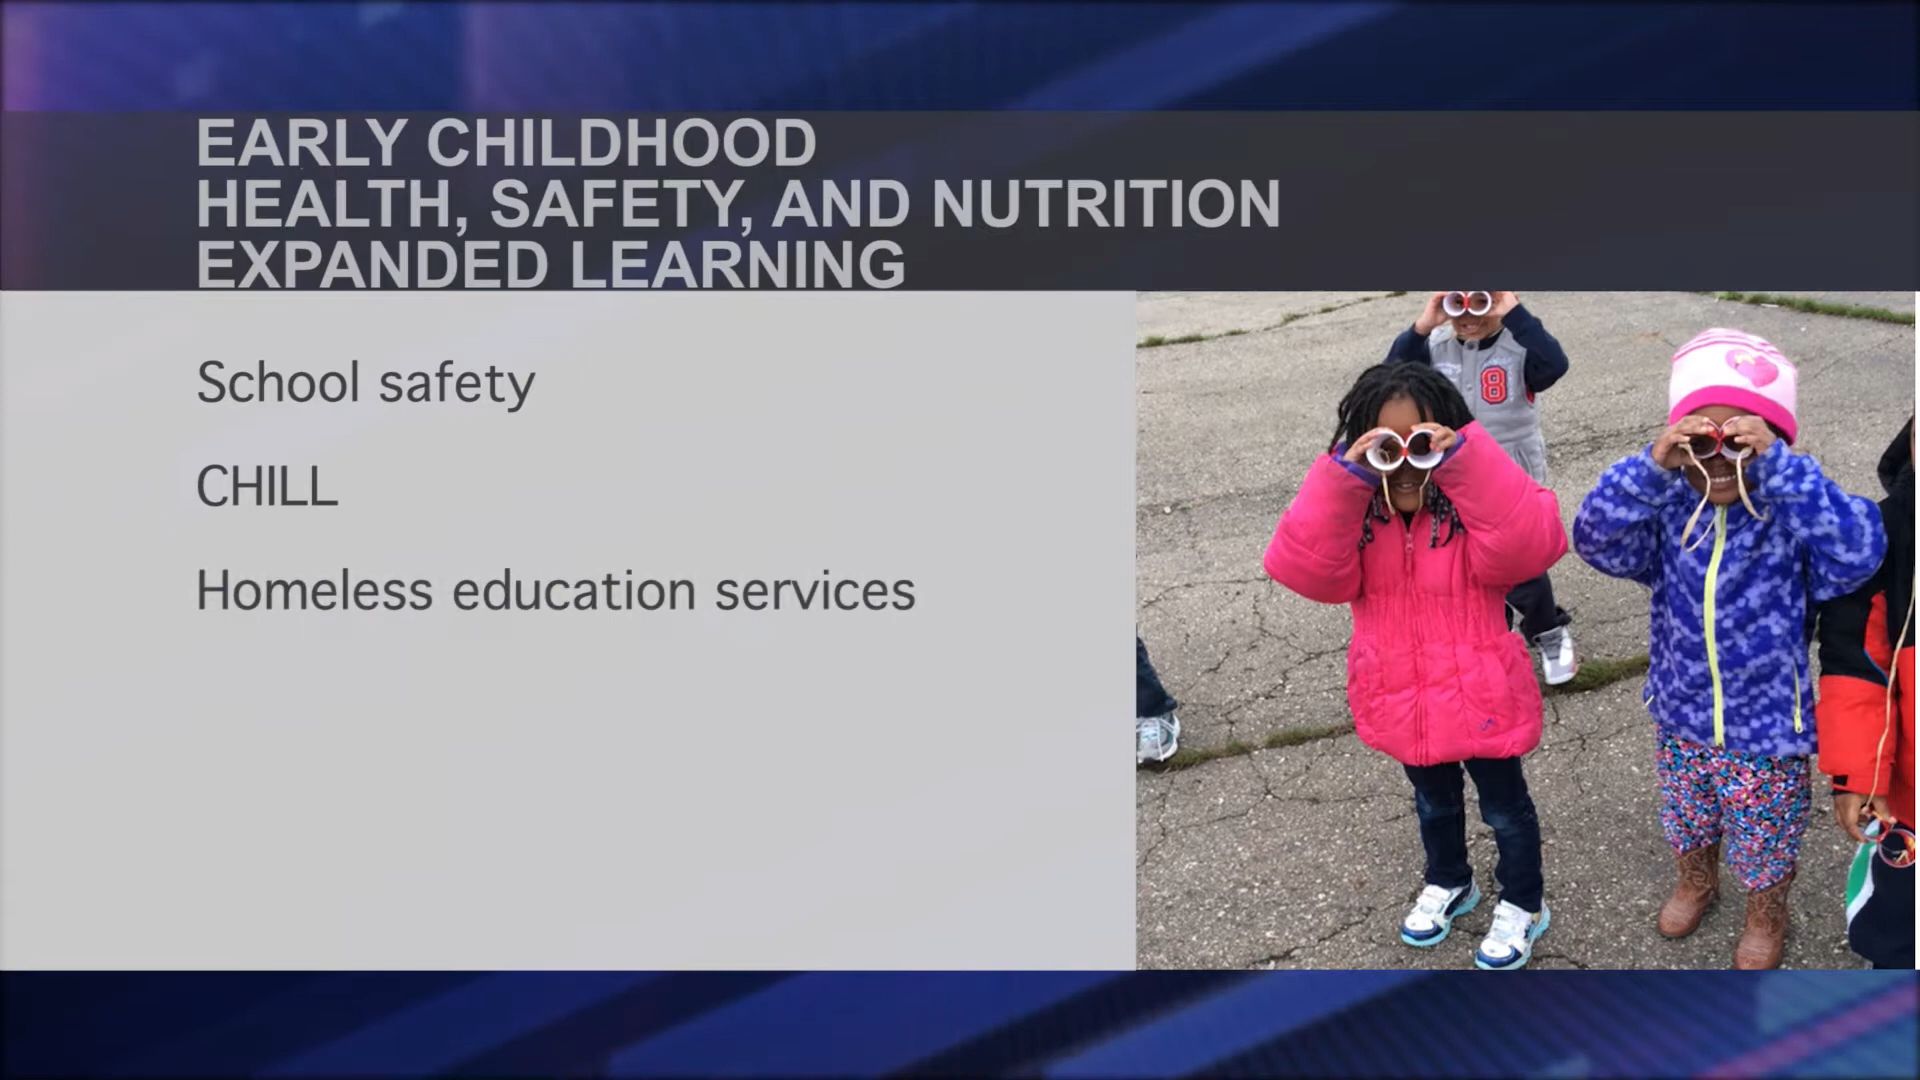 EARLY CHILDHOOD
HEALTH, SAFETY, AND NUTRITION
EXPANDED LEARNING
School safety
CHILL
Homeless education services
8